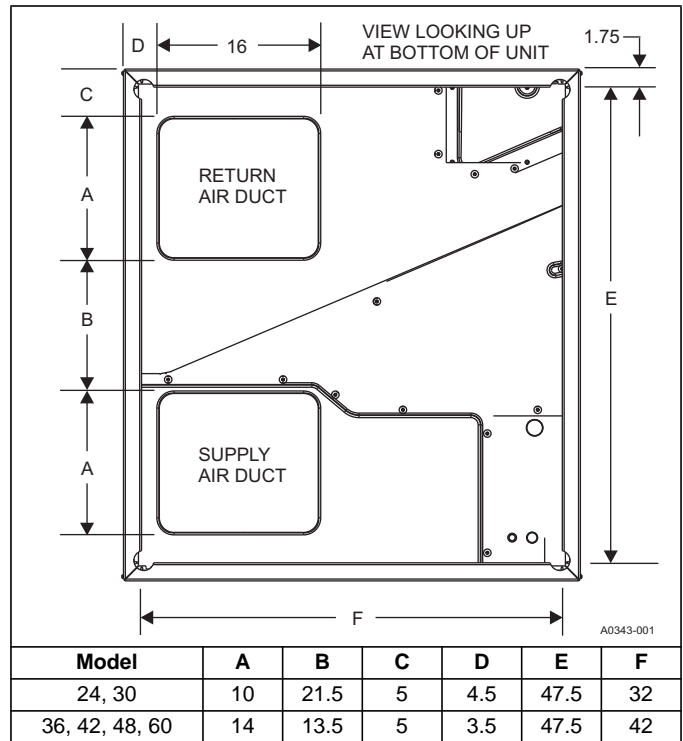 D
16
VIEW LOOKING UP
AT BOTTOM OF UNIT
1.75
C
A
RETURN
AIR DUCT
B
E
A
SUPPLY
AIR DUCT
F
A0343-001
Model A B C D E F
24, 30 10 21.5 5 4.5 47.5 32
36, 42, 48, 60 14 13.5 5 3.5 47.5 42